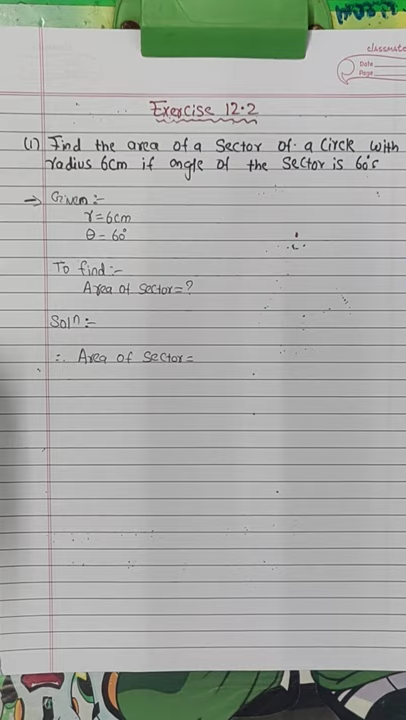 classmate
Date
Page
Exercise 12.2
(1) Find the area of a Sector of a Circle with
radius 6cm if angle of the Sector is 60°s
→ Given :-
r = 6cm
θ = 60°
To find :-
Area of Sector = ?
Solⁿ :-
∴ Area of Sector =